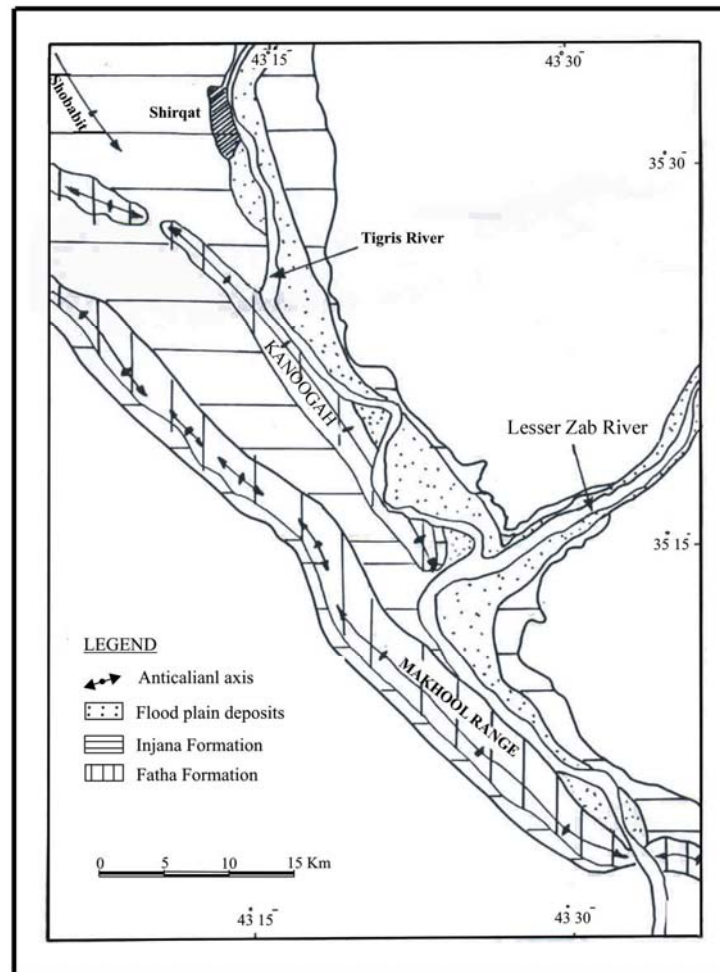 43 15
43 30
Shobabit
Shirqat
35 30
Tigris River
KANOOGAH
Lesser Zab River
35 15
LEGEND
Anticalianl axis
Flood plain deposits
Injana Formation
Fatha Formation
MAKHOOL RANGE
0 5 10 15 Km
43 15
43 30